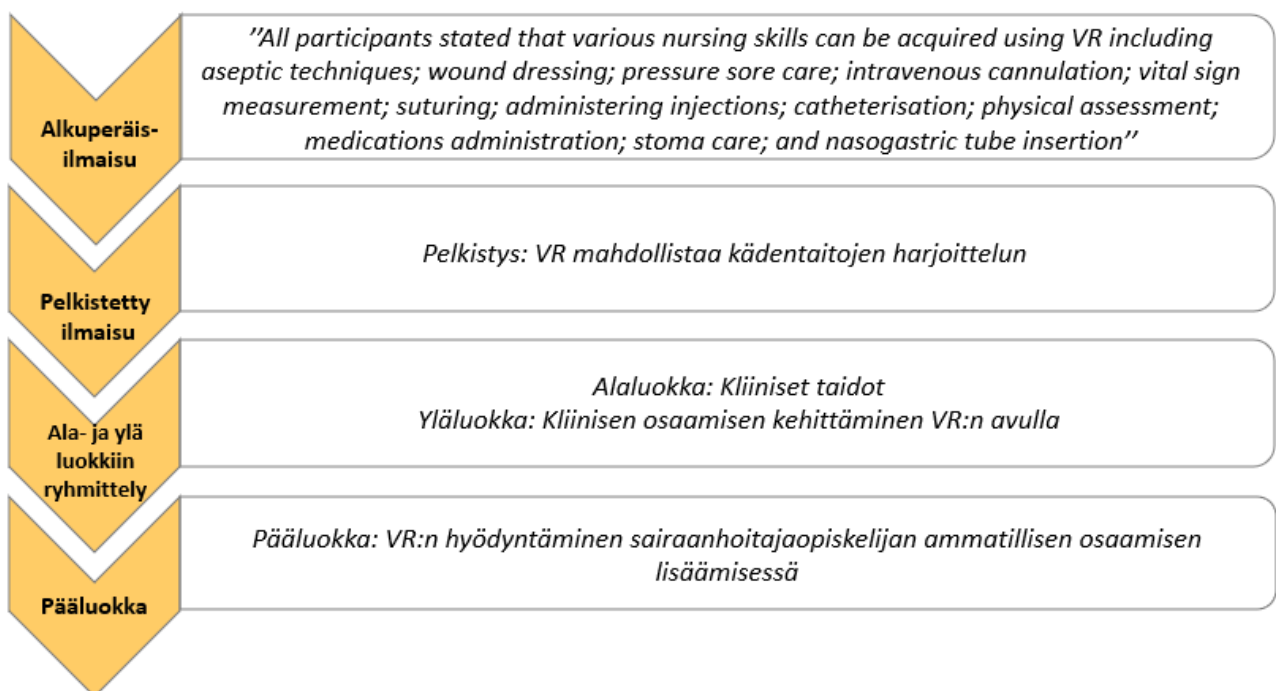 ”All participants stated that various nursing skills can be acquired using VR including
aseptic techniques; wound dressing; pressure sore care; intravenous cannulation; vital sign
measurement; suturing; administering injections; catheterisation; physical assessment;
medications administration; stoma care; and nasogastric tube insertion”
Alkuperäis-
ilmaisu
Pelkistys: VR mahdollistaa kädentaitojen harjoittelun
Pelkistetty
ilmaisu
Alaluokka: Kliiniset taidot
Yläluokka: Kliinisen osaamisen kehittäminen VR:n avulla
Ala- ja ylä
luokkiin
ryhmittely
Pääluokka: VR:n hyödyntäminen sairaanhoitajaopiskelijan ammatillisen osaamisen
lisäämisessä
Pääluokka